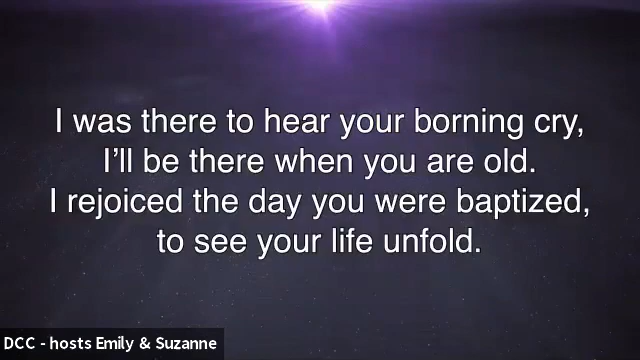 I was there to hear your borning cry,
I’ll be there when you are old.
I rejoiced the day you were baptized,
to see your life unfold.
DCC - hosts Emily & Suzanne